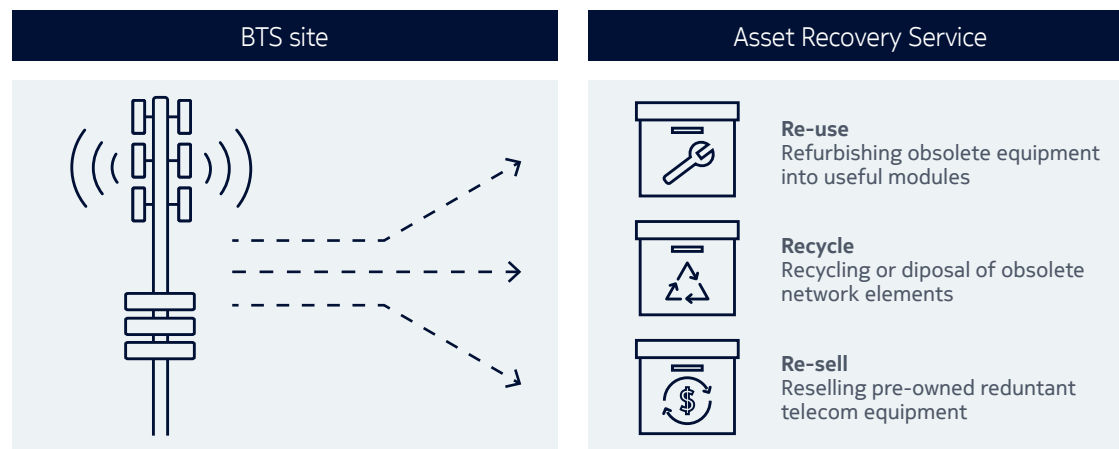 BTS site
Asset Recovery Service
Re-use
Refurbishing obsolete equipment
into useful modules
Recycle
Recycling or diposal of obsolete
network elements
$
Re-sell
Reselling pre-owned reduntant
telecom equipment